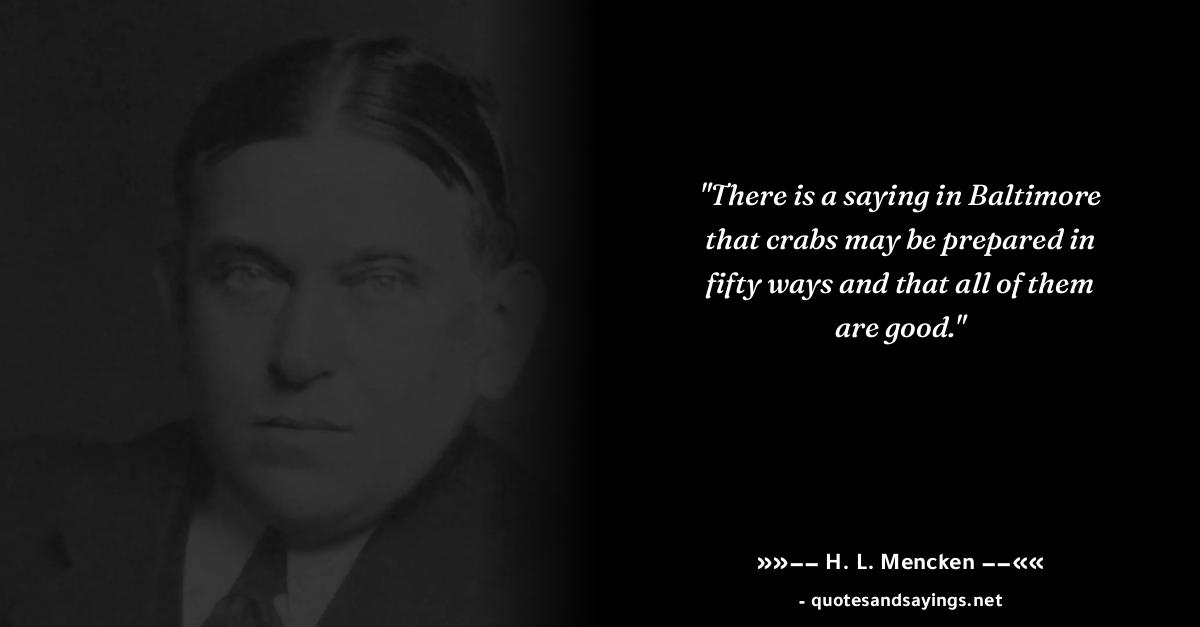 "There is a saying in Baltimore
that crabs may be prepared in
fifty ways and that all of them
are good."
»»−− H. L. Mencken −−««
- quotesandsayings.net